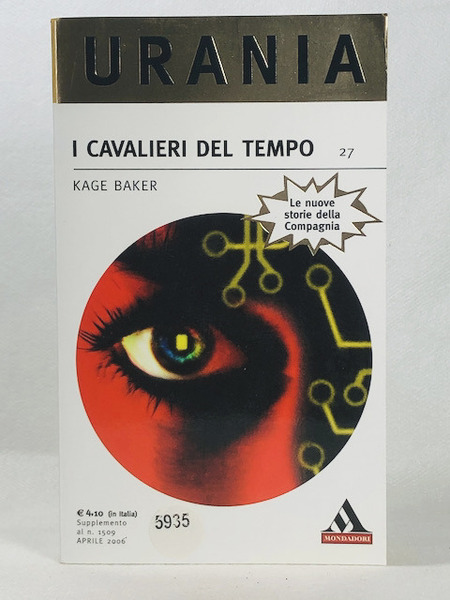 URANIA
I CAVALIERI DEL TEMPO 27
KAGE BAKER
Le nuove
storie della
Compagnia
€ 4,10 (in Italia)
Supplemento
al n. 1509
APRILE 2006
5935
MONDADORI